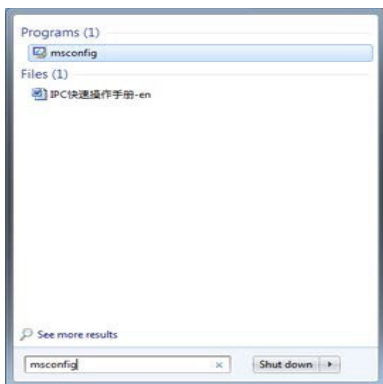 Programs (1)
msconfig
Files (1)
IPC快速操作手册-en
See more results
msconfig
Shut down